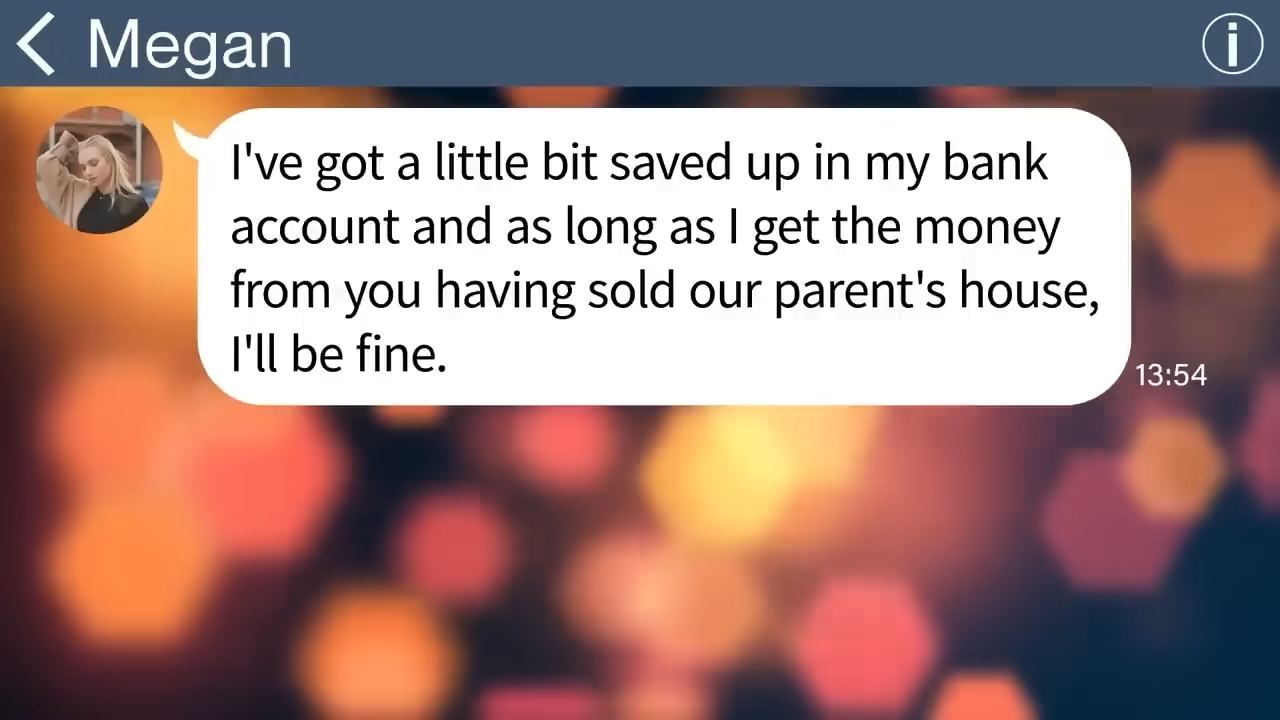 Megan
I've got a little bit saved up in my bank
account and as long as I get the money
from you having sold our parent's house,
I'll be fine.
13:54